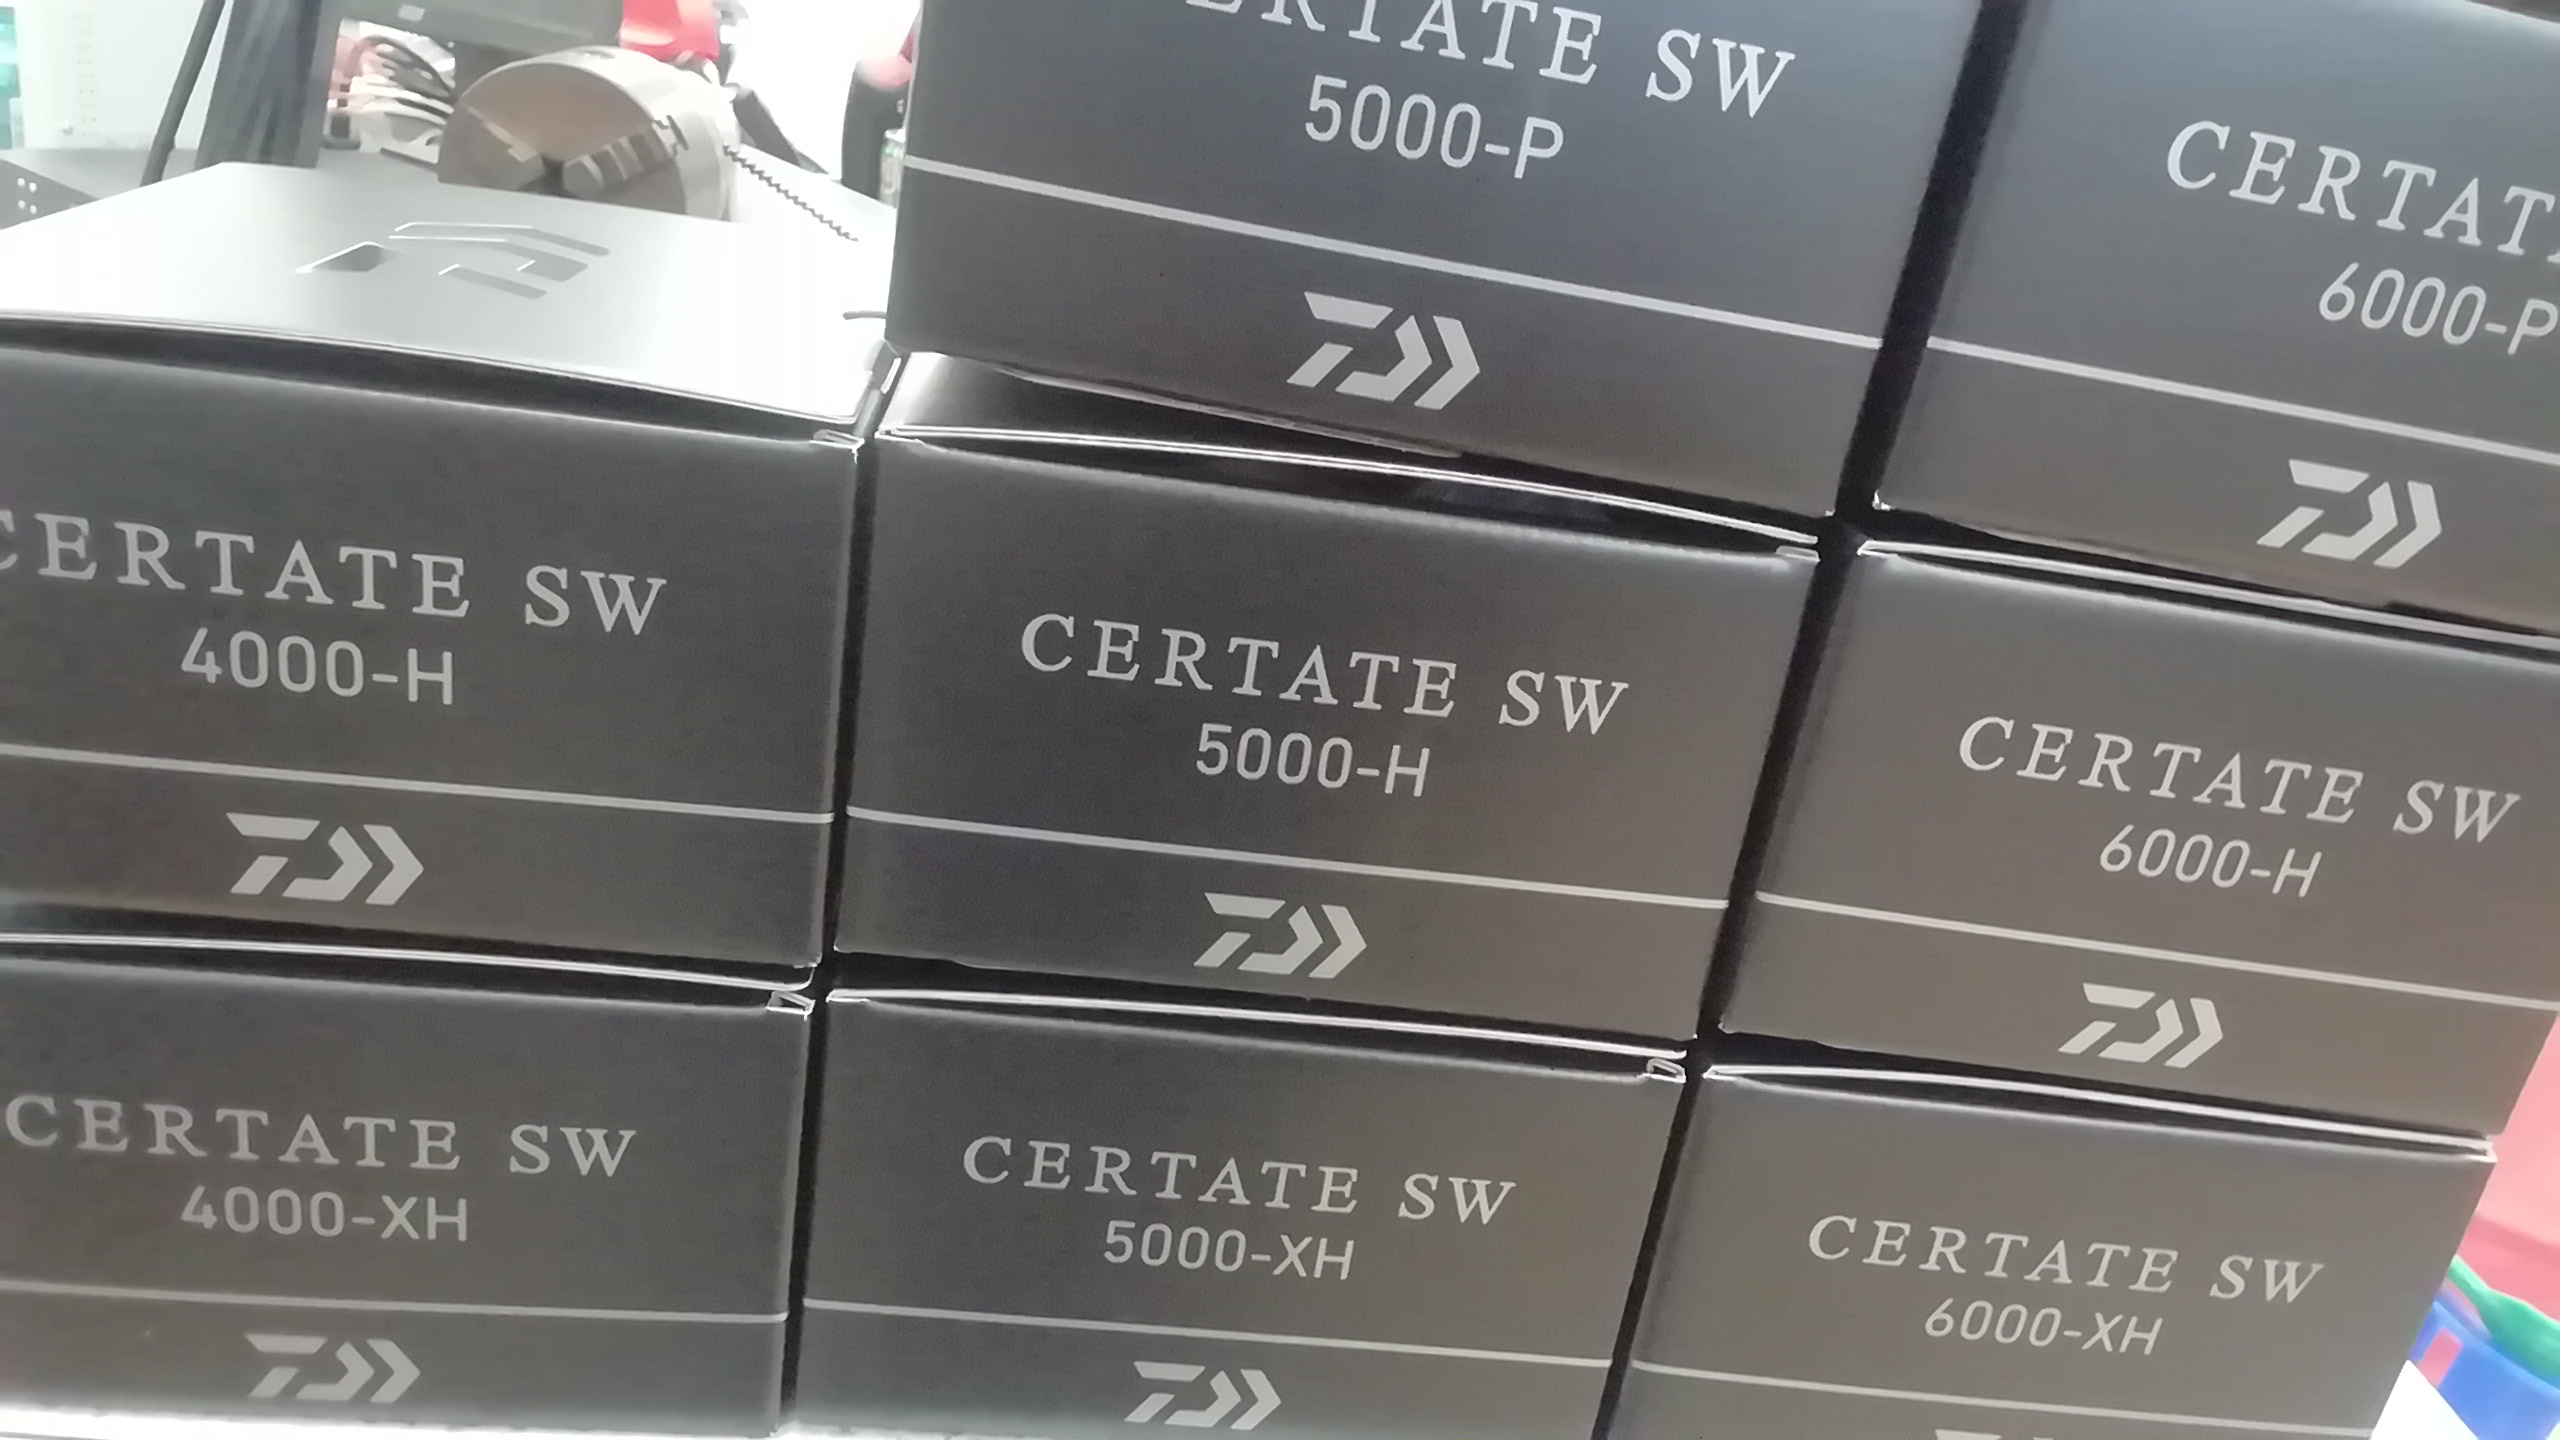 ERTATE SW
5000-P
CERTAT
6000-P
CERTATE SW
4000-H
CERTATE SW
5000-H
CERTATE SW
6000-H
CERTATE SW
4000-XH
CERTATE SW
5000-XH
CERTATE SW
6000-XH